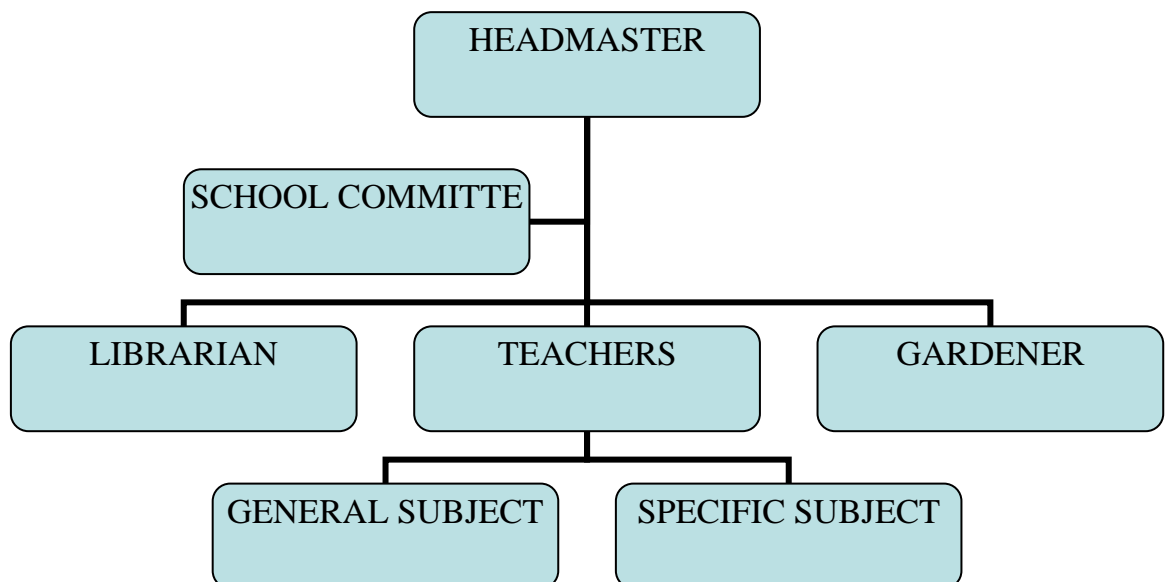 HEADMASTER
SCHOOL COMMITTE
LIBRARIAN
TEACHERS
GARDENER
GENERAL SUBJECT
SPECIFIC SUBJECT